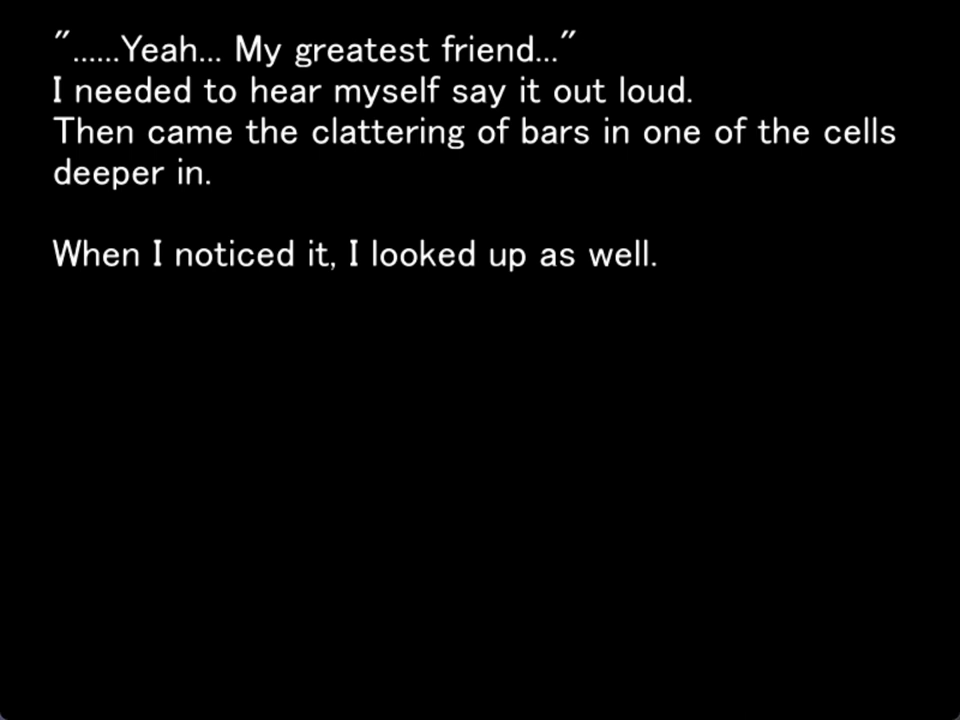 "......Yeah... My greatest friend..."
I needed to hear myself say it out loud.
Then came the clattering of bars in one of the cells
deeper in.
When I noticed it, I looked up as well.